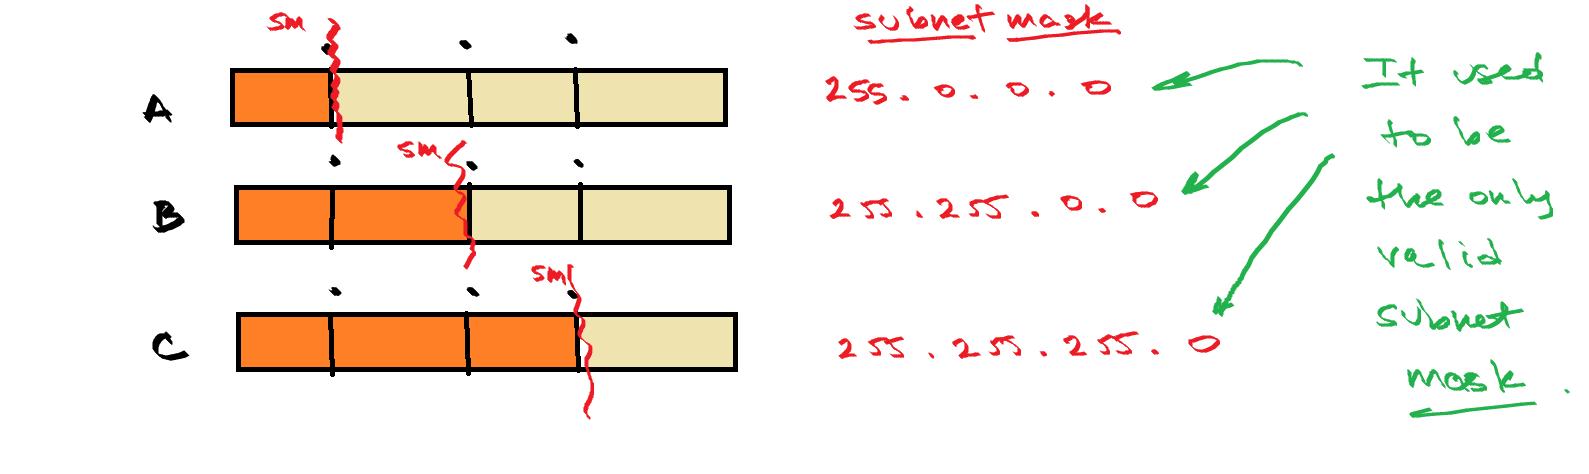 sm
subnet mask
A
255. 0. 0. 0
sm
B
255.255.0.0
sm
C
255.255.255.0
It used
to be
the only
valid
subnet
mask.